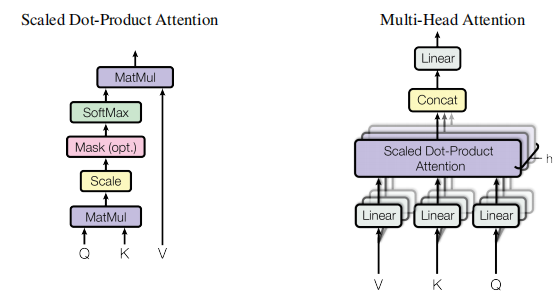 Scaled Dot-Product Attention
MatMul
SoftMax
Mask (opt.)
Scale
MatMul
Q K V
Multi-Head Attention
Linear
Concat
Scaled Dot-Product
Attention
h
Linear Linear Linear
V K Q